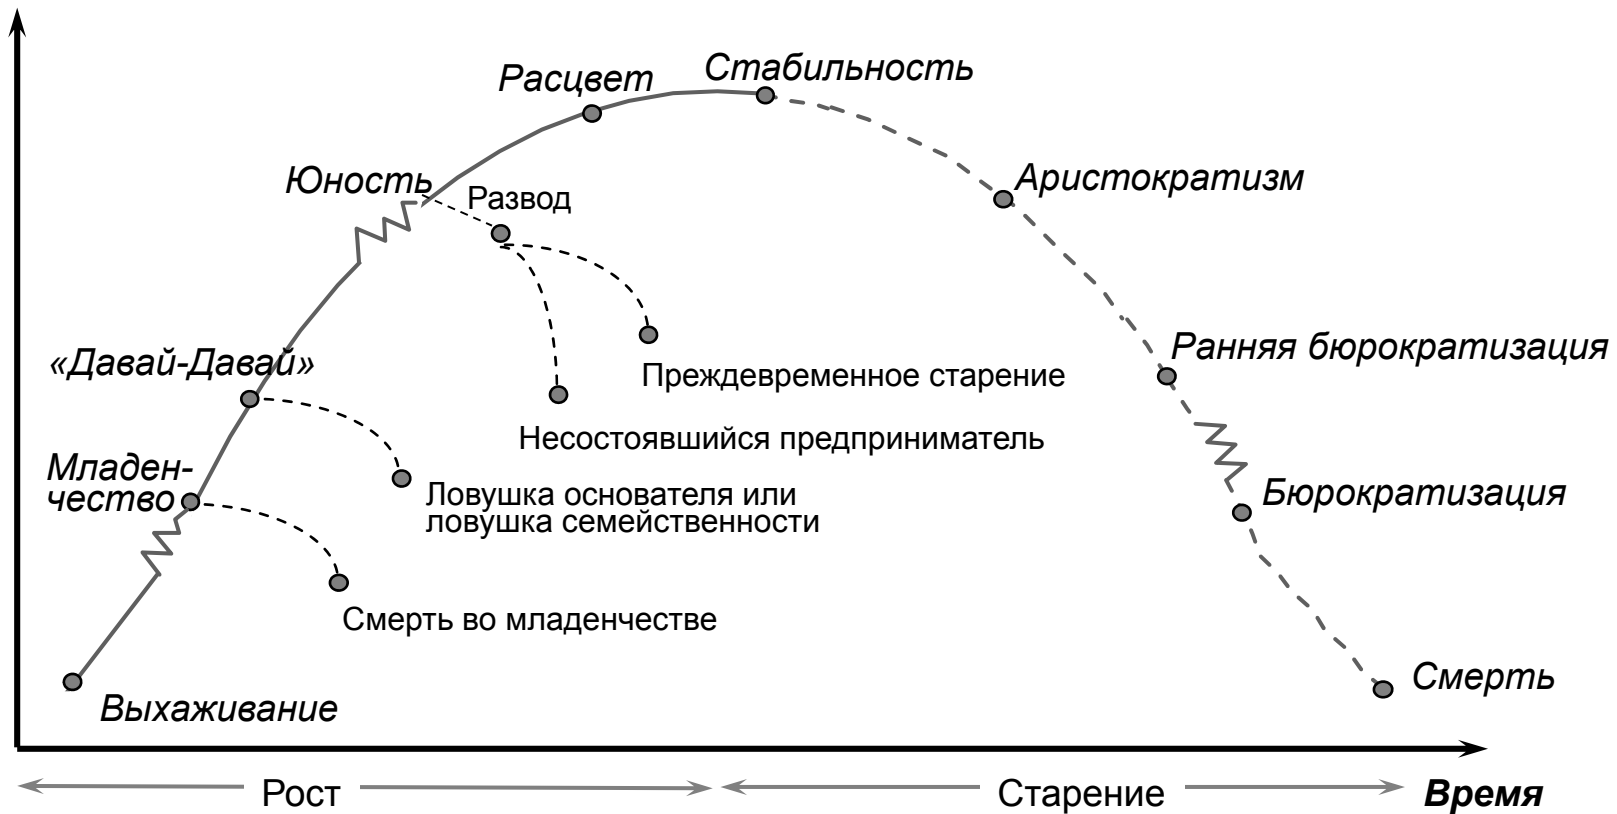 Расцвет
Стабильность
Юность
Развод
Аристократизм
«Давай-Давай»
Преждевременное старение
Ранняя бюрократизация
Несостоявшийся предприниматель
Младен-
чество
Ловушка основателя или
ловушка семейственности
Бюрократизация
Смерть во младенчестве
Выхаживание
Смерть
Рост
Старение
Время